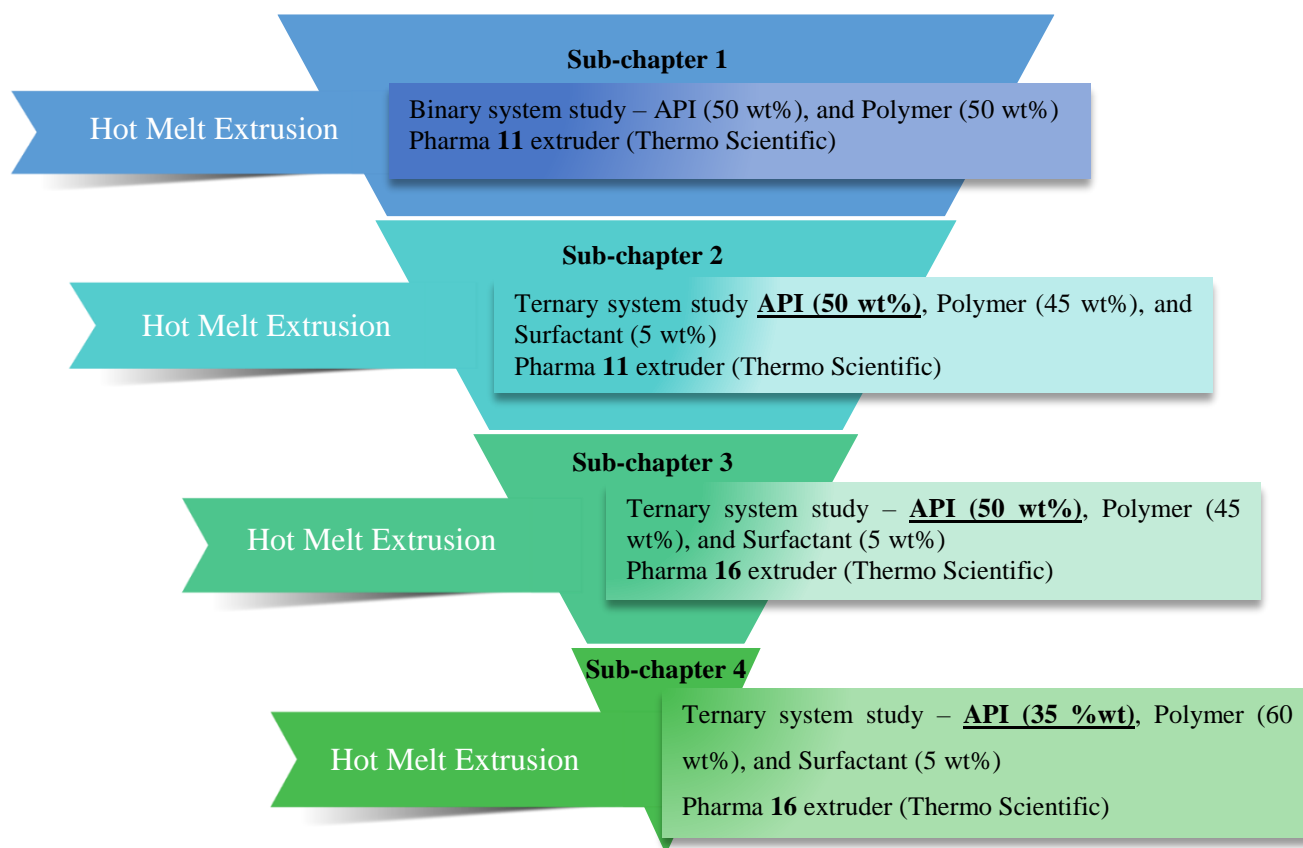 Sub-chapter 1
Hot Melt Extrusion
Binary system study – API (50 wt%), and Polymer (50 wt%)
Pharma 11 extruder (Thermo Scientific)
Sub-chapter 2
Hot Melt Extrusion
Ternary system study API (50 wt%), Polymer (45 wt%), and
Surfactant (5 wt%)
Pharma 11 extruder (Thermo Scientific)
Sub-chapter 3
Hot Melt Extrusion
Ternary system study – API (50 wt%), Polymer (45
wt%), and Surfactant (5 wt%)
Pharma 16 extruder (Thermo Scientific)
Sub-chapter 4
Hot Melt Extrusion
Ternary system study – API (35 %wt), Polymer (60
wt%), and Surfactant (5 wt%)
Pharma 16 extruder (Thermo Scientific)